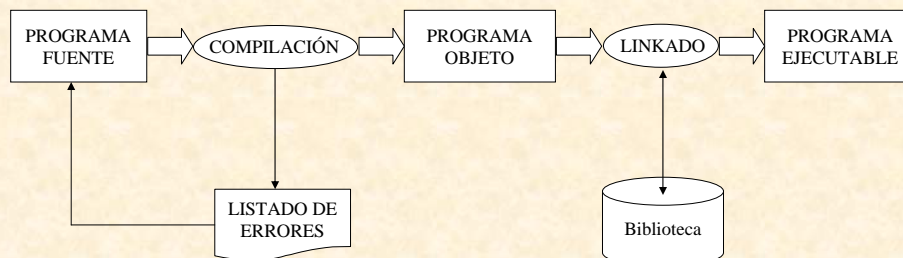 PROGRAMA
FUENTE
COMPILACIÓN
PROGRAMA
OBJETO
LINKADO
PROGRAMA
EJECUTABLE
LISTADO DE
ERRORES
Biblioteca